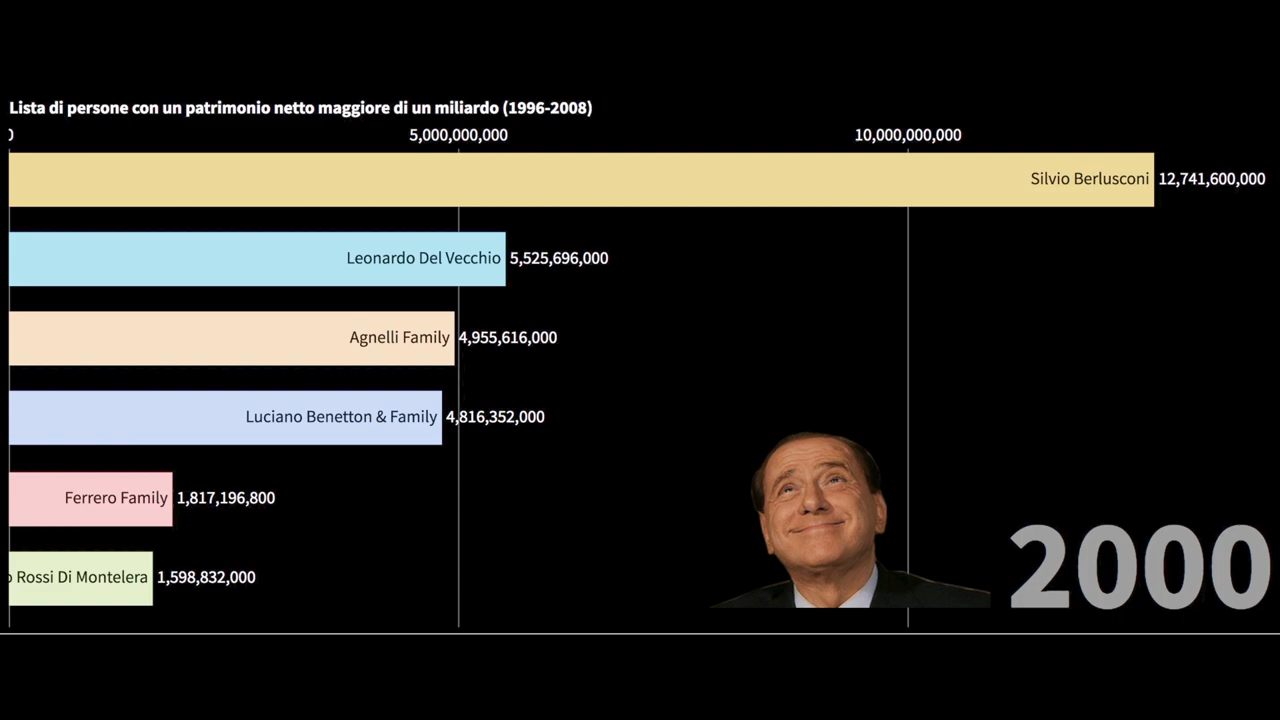 Lista di persone con un patrimonio netto maggiore di un miliardo (1996-2008)
0 5,000,000,000 10,000,000,000
Silvio Berlusconi 12,741,600,000
Leonardo Del Vecchio 5,525,696,000
Agnelli Family 4,955,616,000
Luciano Benetton & Family 4,816,352,000
Ferrero Family 1,817,196,800
o Rossi Di Montelera 1,598,832,000
2000